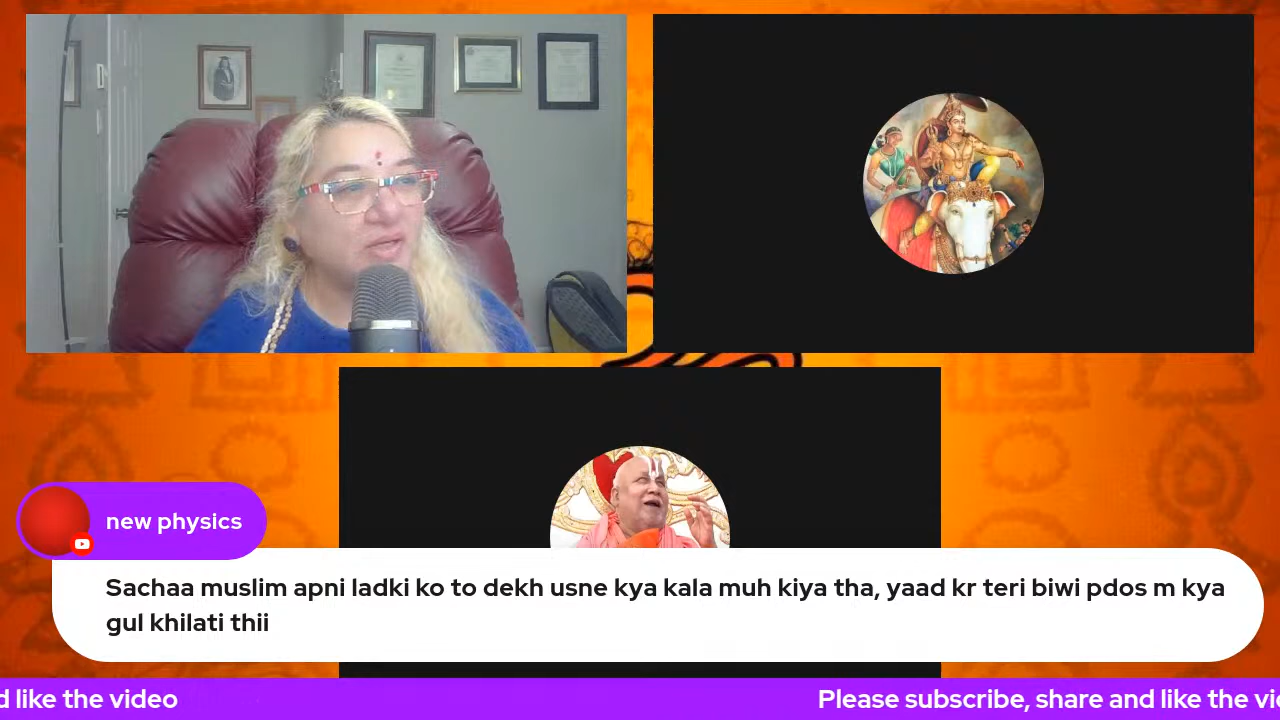 new physics
Sachaa muslim apni ladki ko to dekh usne kya kala muh kiya tha, yaad kr teri biwi pdos m kya
gul khilati thii
d like the video
Please subscribe, share and like the vi